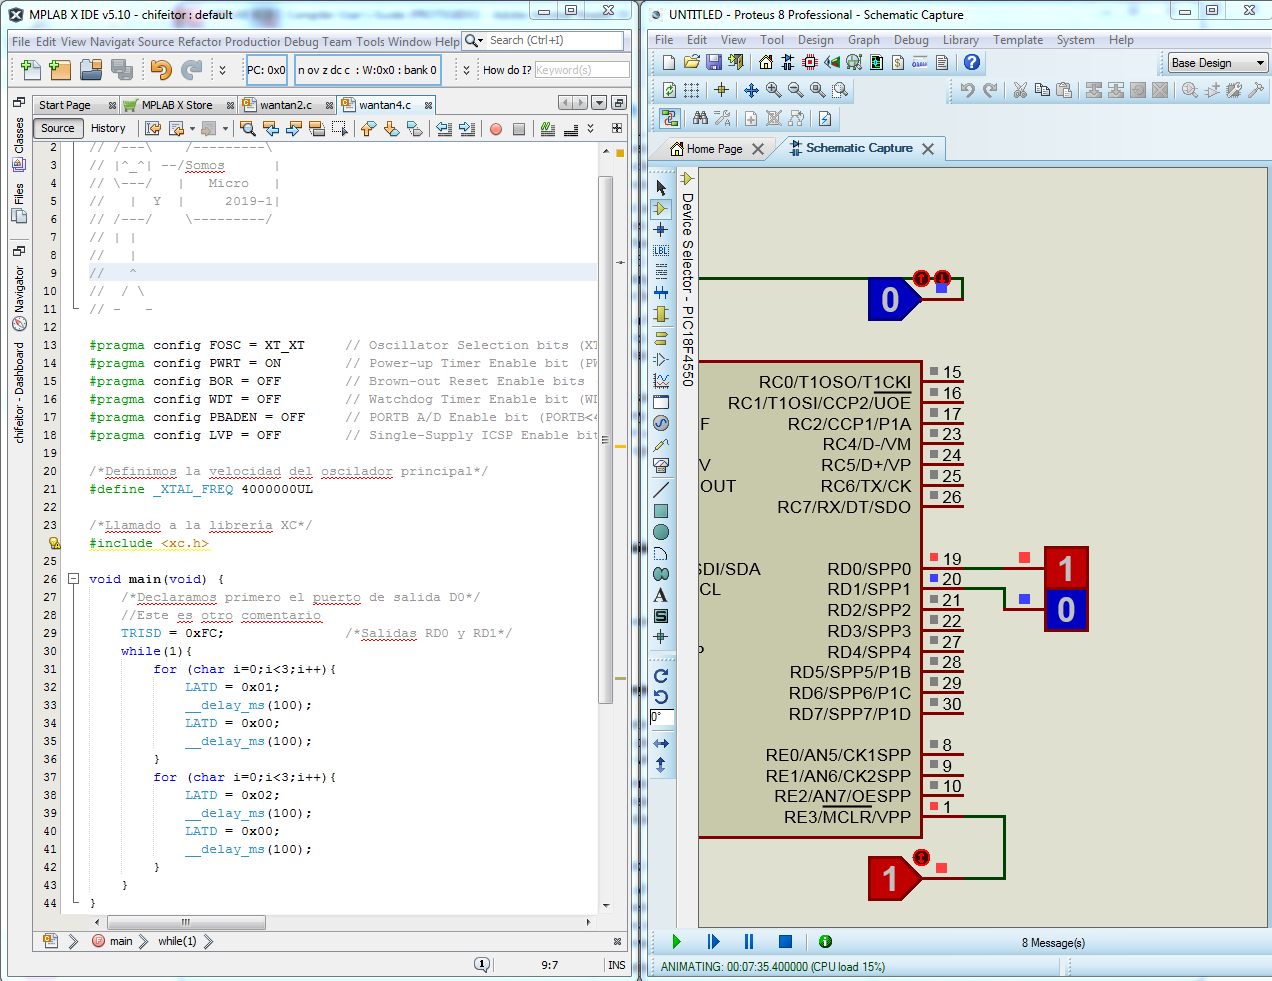 MPLAB X IDE v5.10 - chifeitor : default
File Edit View Navigate Source Refactor Production Debug Team Tools Window Help
Search (Ctrl+I)
PC: 0x0
n ov z dc c : W:0x0 : bank 0
How do I?
Keyword(s)
Start Page
MPLAB X Store
wantan2.c
wantan4.c
Source
History
Classes
Files
Navigator
chifeitor - Dashboard
2 // /---\     /---------\
3 // |^_^| --/Somos      |
4 // \---/   |   Micro   |
5 //   | Y  |     2019-1|
6 // /---/    \---------/
7 // | |
8 //   |
9 //   ^
10 //  / \
11 // -   -
12
13 #pragma config FOSC = XT_XT     // Oscillator Selection bits (XT
14 #pragma config PWRT = ON        // Power-up Timer Enable bit (PW
15 #pragma config BOR = OFF        // Brown-out Reset Enable bits
16 #pragma config WDT = OFF        // Watchdog Timer Enable bit (WD
17 #pragma config PBADEN = OFF     // PORTB A/D Enable bit (PORTB<4
18 #pragma config LVP = OFF        // Single-Supply ICSP Enable bit
19
20 /*Definimos la velocidad del oscilador principal*/
21 #define _XTAL_FREQ 4000000UL
22
23 /*Llamado a la librería XC*/
#include <xc.h>
25
26 void main(void) {
27     /*Declaramos primero el puerto de salida D0*/
28     //Este es otro comentario
29     TRISD = 0xFC;               /*Salidas RD0 y RD1*/
30     while(1){
31         for (char i=0;i<3;i++){
32             LATD = 0x01;
33             __delay_ms(100);
34             LATD = 0x00;
35             __delay_ms(100);
36         }
37         for (char i=0;i<3;i++){
38             LATD = 0x02;
39             __delay_ms(100);
40             LATD = 0x00;
41             __delay_ms(100);
42         }
43     }
44 }
main
while(1)
1
9:7
INS
UNTITLED - Proteus 8 Professional - Schematic Capture
File Edit View Tool Design Graph Debug Library Template System Help
Base Design
Home Page
Schematic Capture
LBL
A
S
0°
Device Selector - PIC18F4550
0
RC0/T1OSO/T1CKI 15
RC1/T1OSI/CCP2/UOE 16
F RC2/CCP1/P1A 17
RC4/D-/VM 23
V RC5/D+/VP 24
OUT RC6/TX/CK 25
RC7/RX/DT/SDO 26
SDI/SDA RD0/SPP0 19 1
CL RD1/SPP1 20 0
RD2/SPP2 21
RD3/SPP3 22
RD4/SPP4 27
RD5/SPP5/P1B 28
RD6/SPP6/P1C 29
RD7/SPP7/P1D 30
RE0/AN5/CK1SPP 8
RE1/AN6/CK2SPP 9
RE2/AN7/OESPP 10
RE3/MCLR/VPP 1
1
8 Message(s)
ANIMATING: 00:07:35.400000 (CPU load 15%)